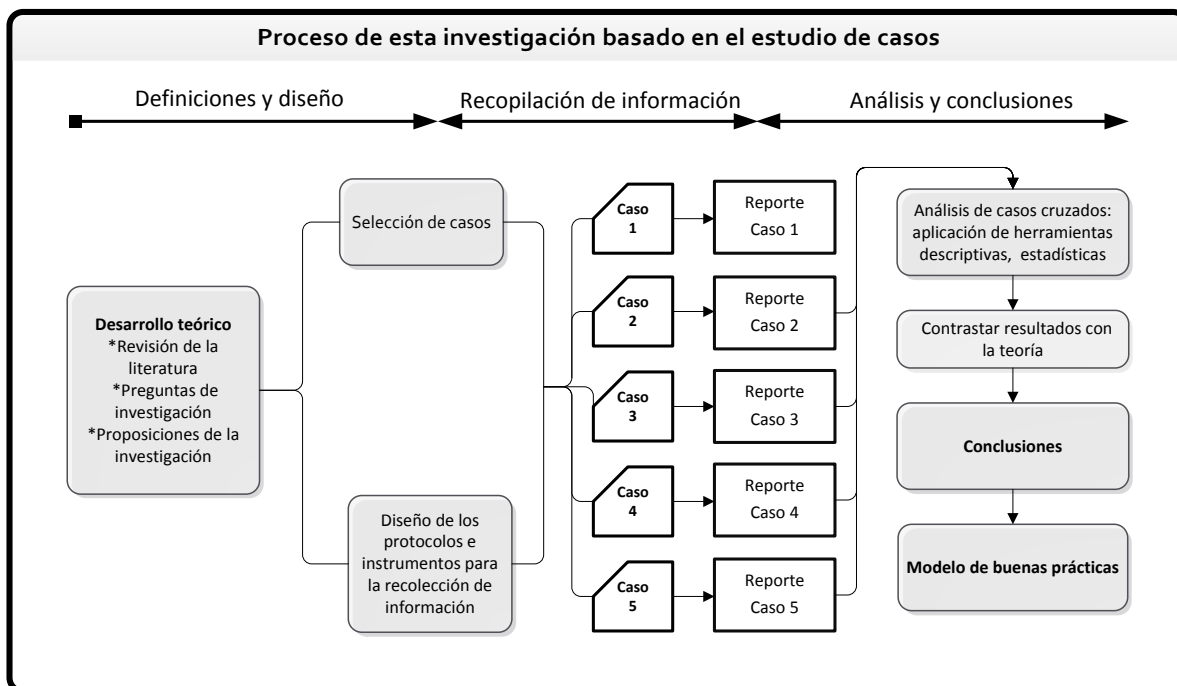 Proceso de esta investigación basado en el estudio de casos
Definiciones y diseño
Recopilación de información
Análisis y conclusiones
Desarrollo teórico
*Revisión de la
literatura
*Preguntas de
investigación
*Proposiciones de la
investigación
Selección de casos
Diseño de los
protocolos e
instrumentos para
la recolección de
información
Caso
1
Reporte
Caso 1
Caso
2
Reporte
Caso 2
Caso
3
Reporte
Caso 3
Caso
4
Reporte
Caso 4
Caso
5
Reporte
Caso 5
Análisis de casos cruzados:
aplicación de herramientas
descriptivas, estadísticas
Contrastar resultados con
la teoría
Conclusiones
Modelo de buenas prácticas